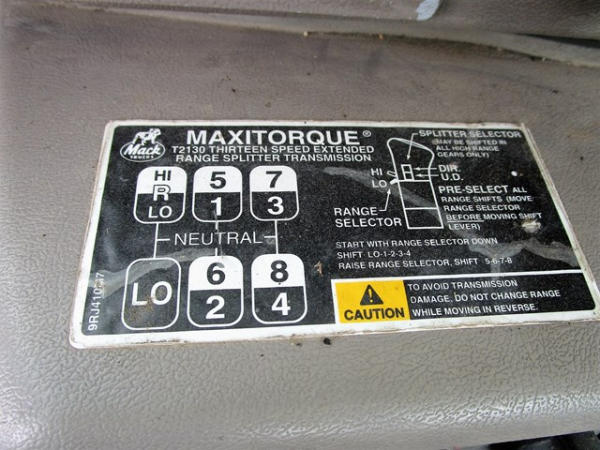 Mack
TRUCKS
MAXITORQUE®
T2130 THIRTEEN SPEED EXTENDED
RANGE SPLITTER TRANSMISSION
HI
R
LO
5
1
7
3
NEUTRAL
LO
6
2
8
4
SPLITTER SELECTOR
(MAY BE SHIFTED IN
ALL HIGH RANGE
GEARS ONLY)
HI
LO
DIR.
U.D.
RANGE
SELECTOR
PRE-SELECT ALL
RANGE SHIFTS (MOVE
RANGE SELECTOR
BEFORE MOVING SHIFT
LEVER)
START WITH RANGE SELECTOR DOWN
SHIFT LO-1-2-3-4
RAISE RANGE SELECTOR, SHIFT 5-6-7-8
CAUTION
TO AVOID TRANSMISSION
DAMAGE, DO NOT CHANGE RANGE
WHILE MOVING IN REVERSE.